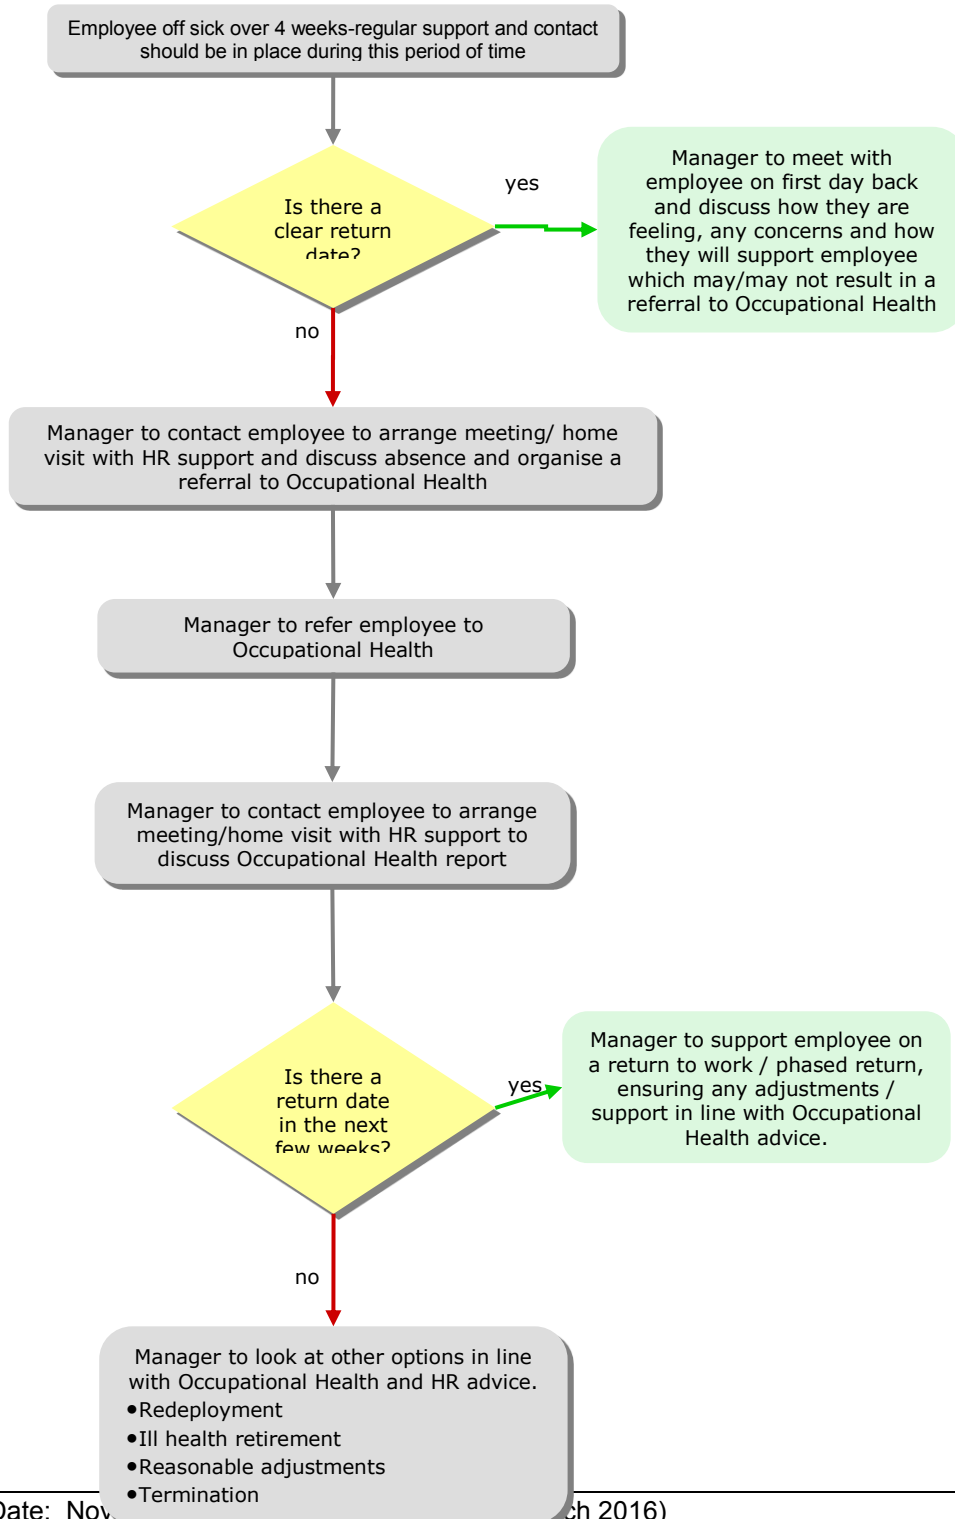 Employee off sick over 4 weeks-regular support and contact
should be in place during this period of time
Is there a
clear return
date?
yes
Manager to meet with
employee on first day back
and discuss how they are
feeling, any concerns and how
they will support employee
which may/may not result in a
referral to Occupational Health
no
Manager to contact employee to arrange meeting/ home
visit with HR support and discuss absence and organise a
referral to Occupational Health
Manager to refer employee to
Occupational Health
Manager to contact employee to arrange
meeting/home visit with HR support to
discuss Occupational Health report
Is there a
return date
in the next
few weeks?
yes
Manager to support employee on
a return to work / phased return,
ensuring any adjustments /
support in line with Occupational
Health advice.
no
Manager to look at other options in line
with Occupational Health and HR advice.
•Redeployment
•Ill health retirement
•Reasonable adjustments
•Termination
Date: Nov ch 2016)